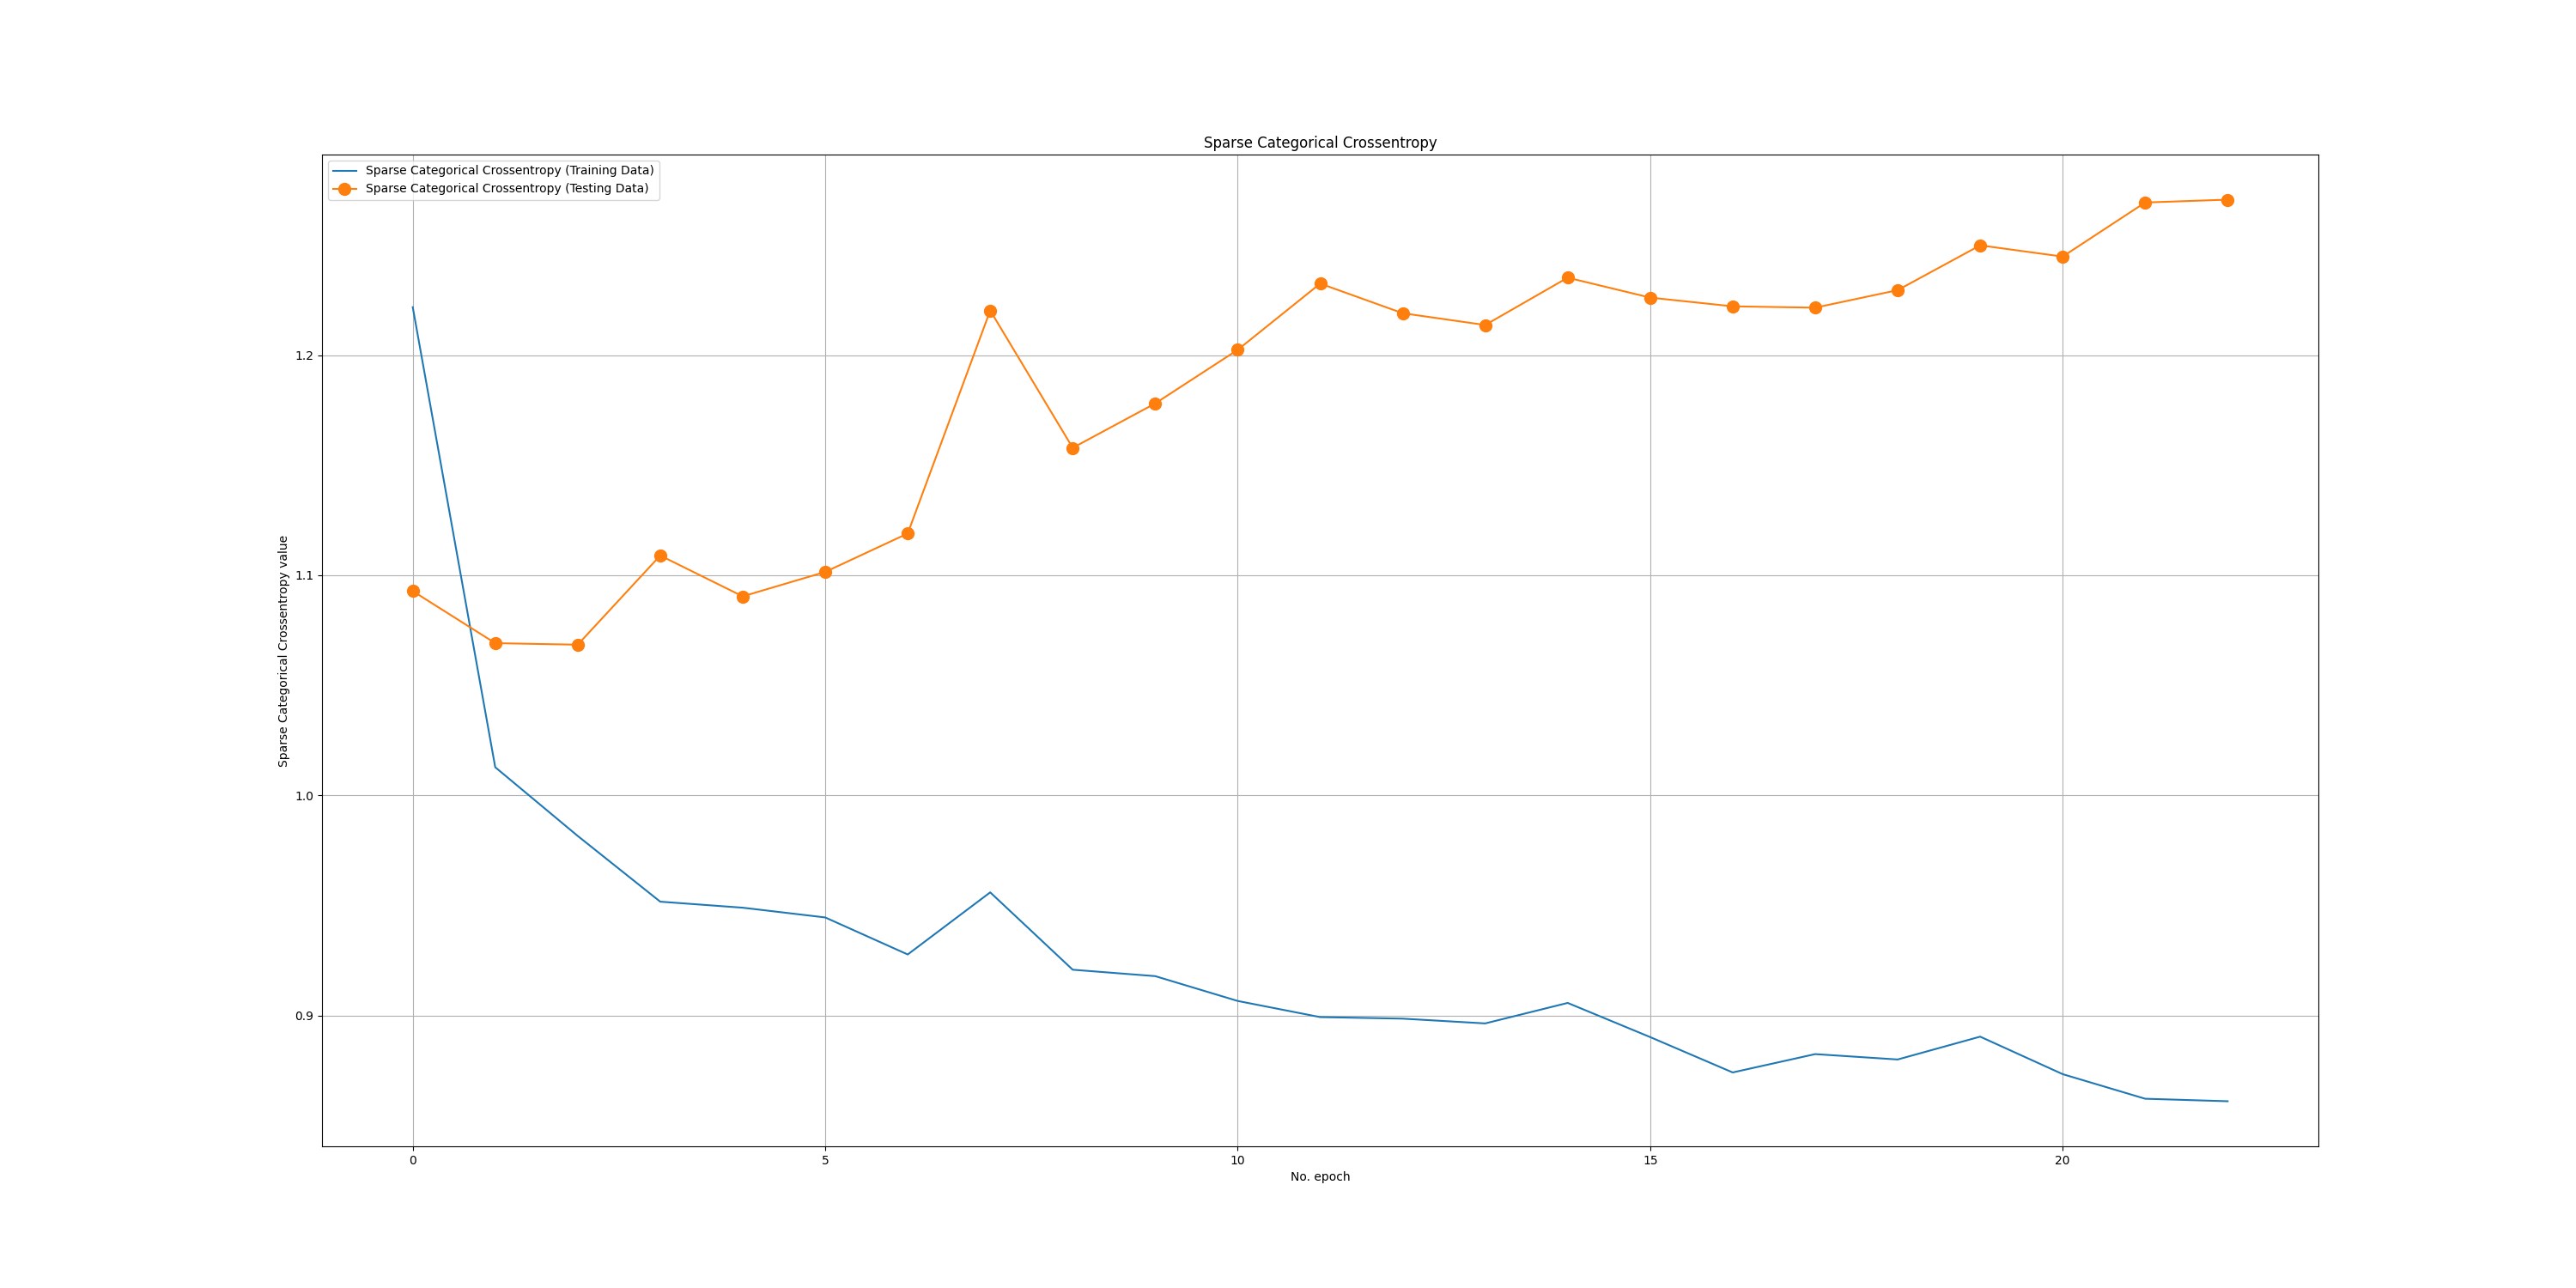 Sparse Categorical Crossentropy
Sparse Categorical Crossentropy (Training Data)
Sparse Categorical Crossentropy (Testing Data)
Sparse Categorical Crossentropy value
1.2
1.1
1.0
0.9
0 5 10 15 20
No. epoch